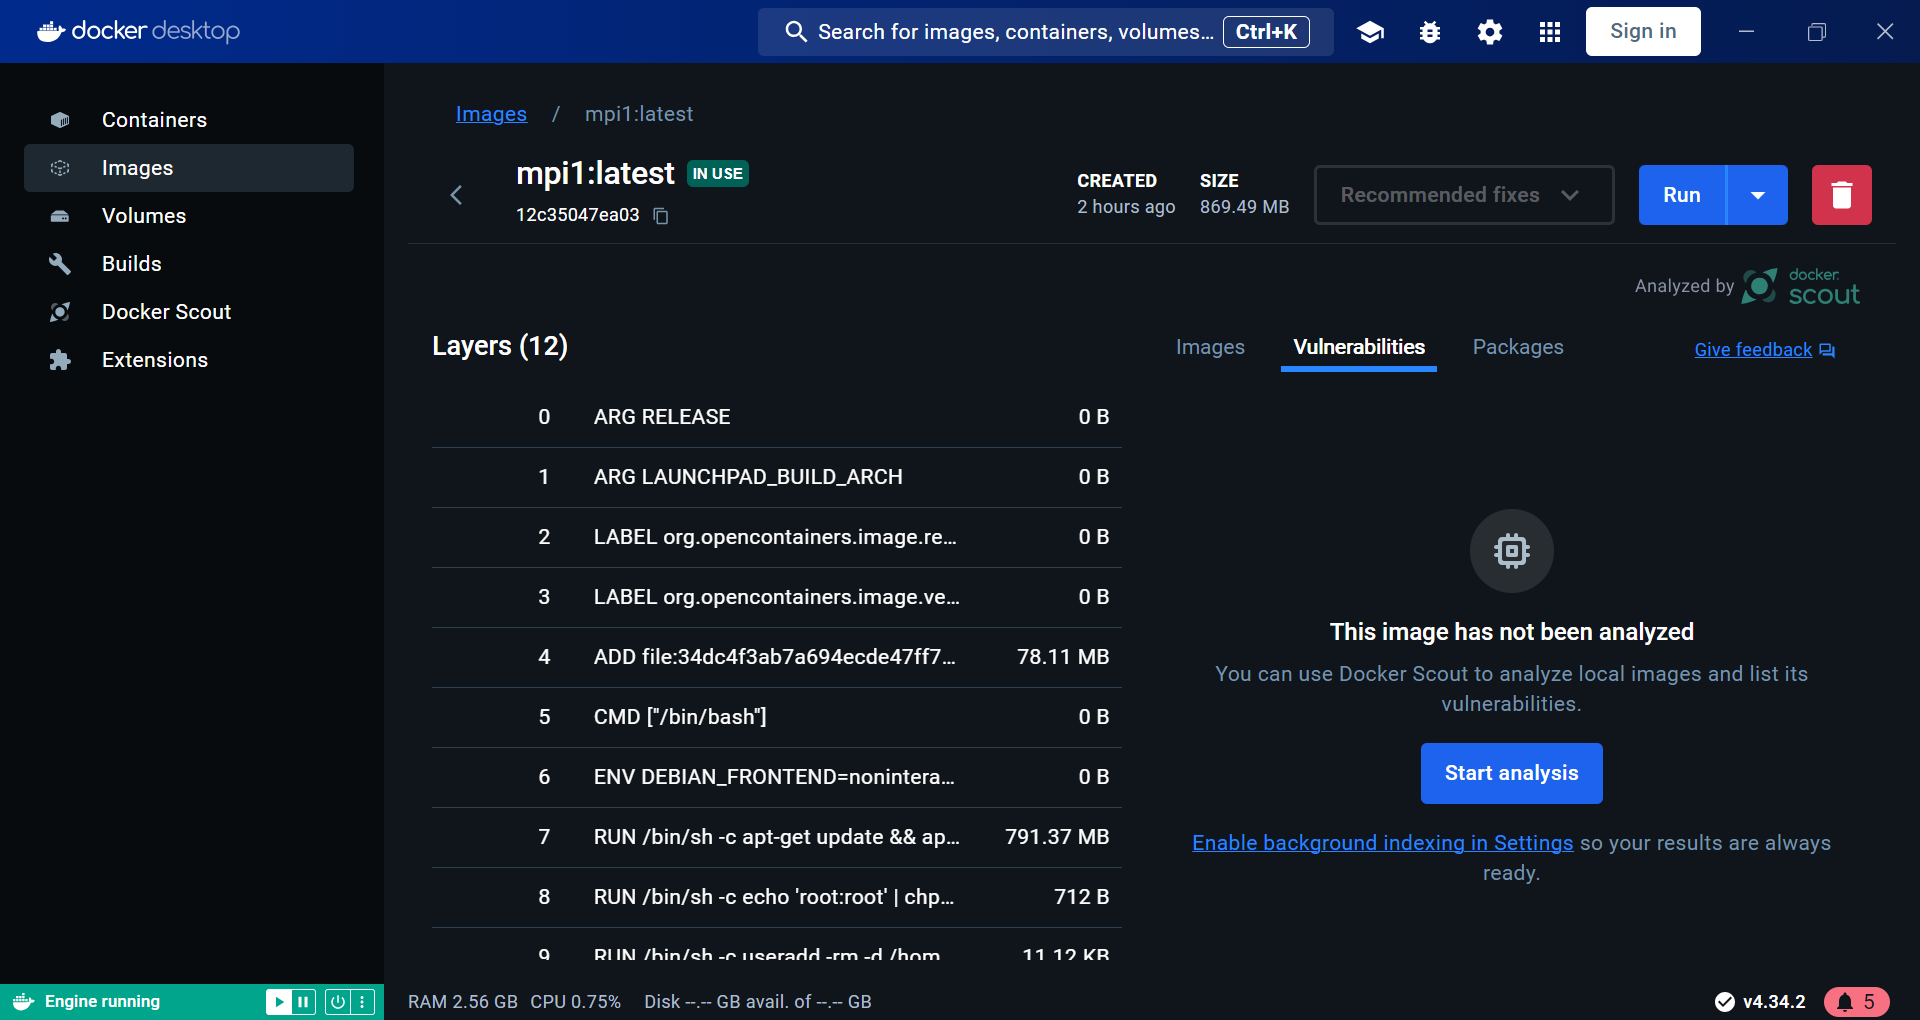 docker desktop
Search for images, containers, volumes... Ctrl+K
Sign in
Containers
Images
Volumes
Builds
Docker Scout
Extensions
Images / mpi1:latest
mpi1:latest IN USE
12c35047ea03
CREATED
2 hours ago
SIZE
869.49 MB
Recommended fixes
Run
Analyzed by docker scout
Layers (12)
0 ARG RELEASE 0 B
1 ARG LAUNCHPAD_BUILD_ARCH 0 B
2 LABEL org.opencontainers.image.re... 0 B
3 LABEL org.opencontainers.image.ve... 0 B
4 ADD file:34dc4f3ab7a694ecde47ff7... 78.11 MB
5 CMD ["/bin/bash"] 0 B
6 ENV DEBIAN_FRONTEND=nonintera... 0 B
7 RUN /bin/sh -c apt-get update && ap... 791.37 MB
8 RUN /bin/sh -c echo 'root:root' | chp... 712 B
9 RUN /bin/sh -c useradd -rm -d /hom... 11.12 KB
Images Vulnerabilities Packages
Give feedback
This image has not been analyzed
You can use Docker Scout to analyze local images and list its
vulnerabilities.
Start analysis
Enable background indexing in Settings so your results are always
ready.
Engine running
RAM 2.56 GB CPU 0.75% Disk --.-- GB avail. of --.-- GB
v4.34.2
5